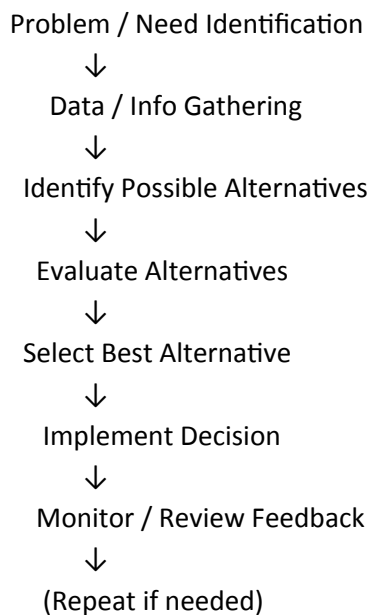 Problem / Need Identification
↓
Data / Info Gathering
↓
Identify Possible Alternatives
↓
Evaluate Alternatives
↓
Select Best Alternative
↓
Implement Decision
↓
Monitor / Review Feedback
↓
(Repeat if needed)